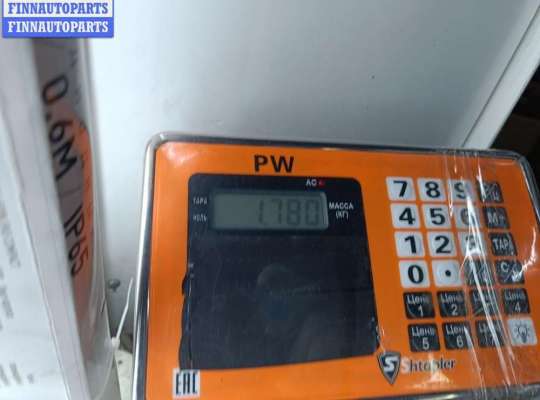 FINNAUTOPARTS
FINNAUTOPARTS
0.6M / IP65
PW
AC
ТАРА
НОЛЬ
1.780
МАССА
(КГ)
7 8 9
4 5 6 М+
1 2 3 ТАРА
0 . C
Цена 1 Цена 2 Цена Цена 4
Цена 5 Цена 6
S Shtapler
EAC